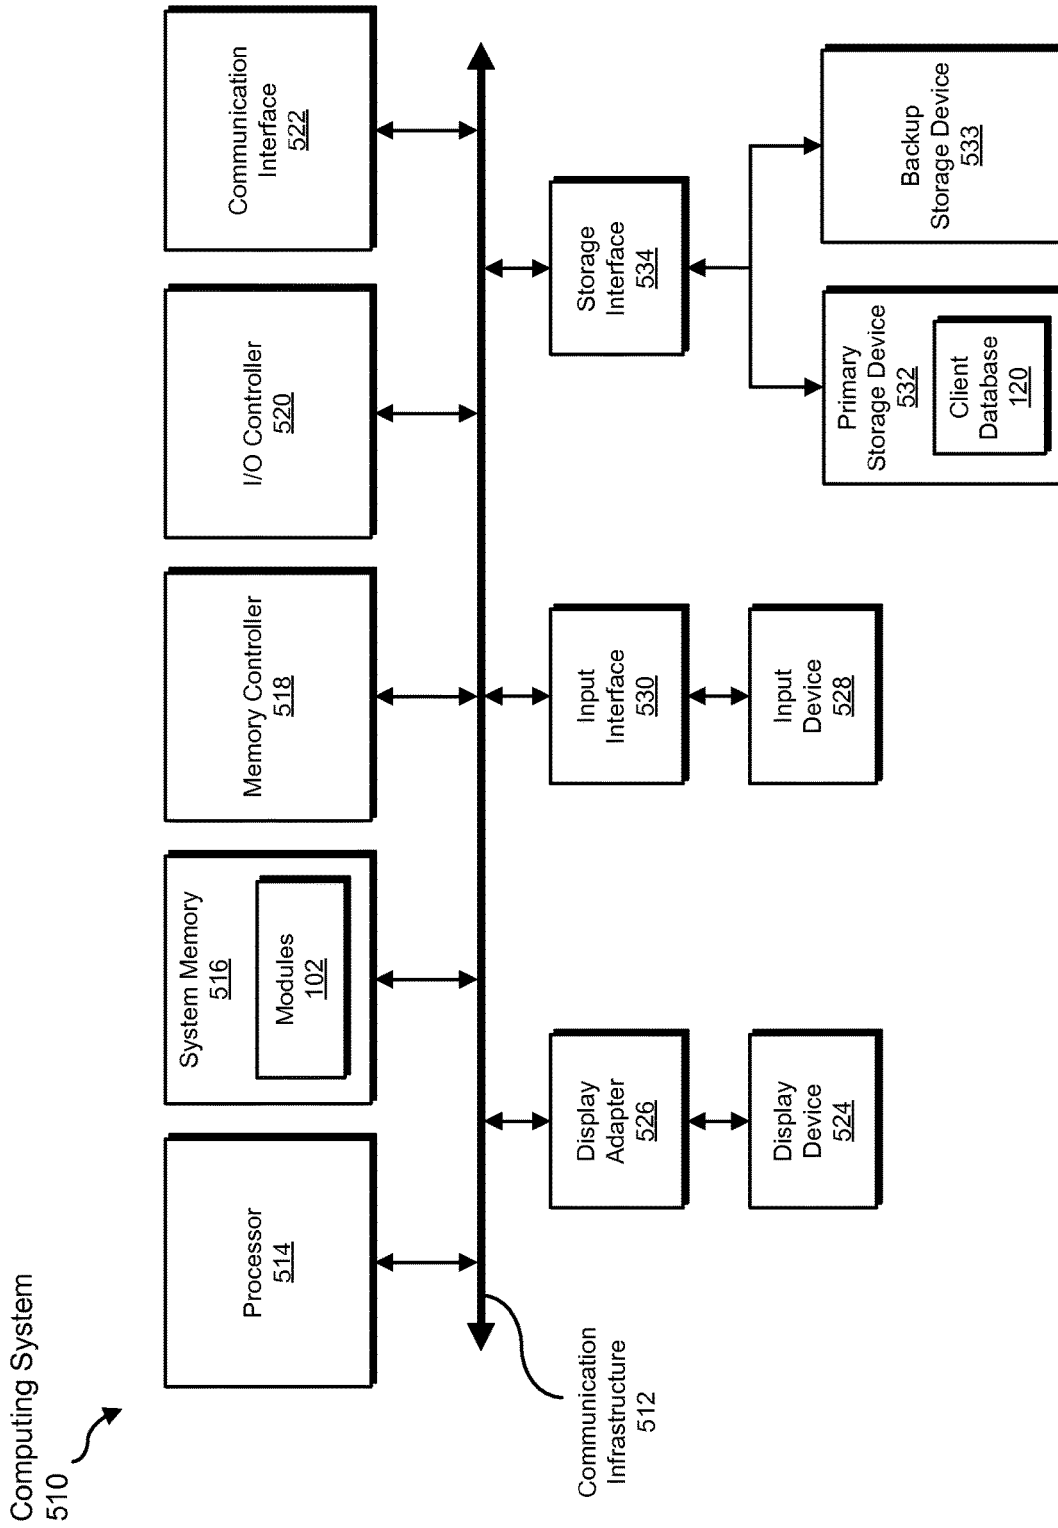 Computing System
510
Processor
514
System Memory
516
Modules
102
Memory Controller
518
I/O Controller
520
Communication
Interface
522
Communication
Infrastructure
512
Display
Adapter
526
Input
Interface
530
Storage
Interface
534
Display
Device
524
Input
Device
528
Primary
Storage Device
532
Client
Database
120
Backup
Storage Device
533